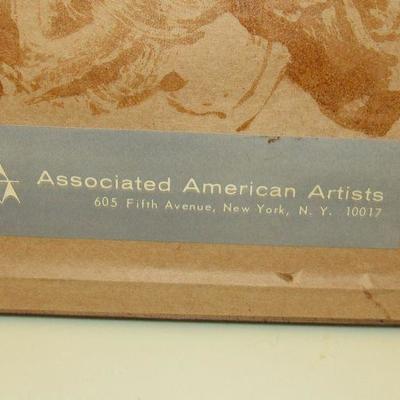 Associated American Artists
605 Fifth Avenue, New York, N. Y. 10017